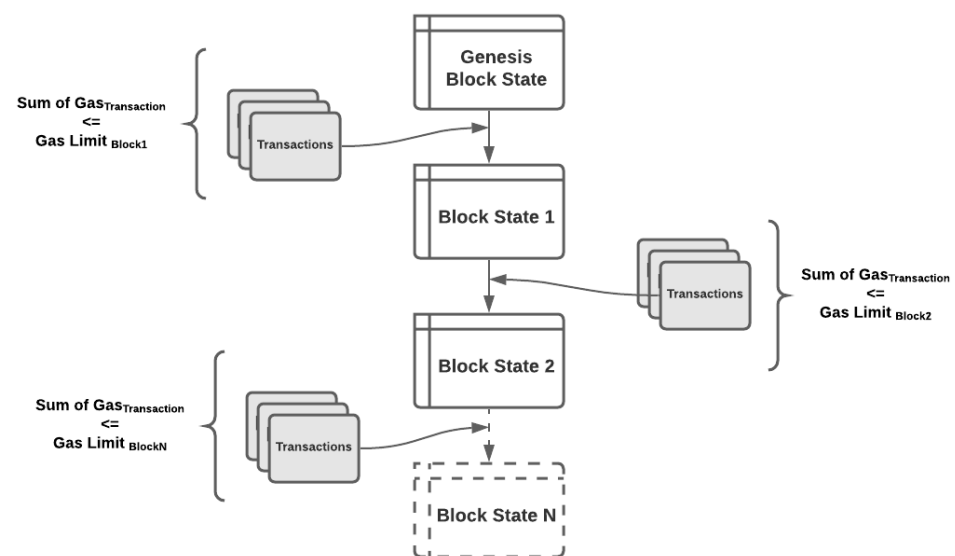 Genesis
Block State
Sum of GasTransaction
<=
Gas Limit Block1
Transactions
Block State 1
Transactions
Sum of GasTransaction
<=
Gas Limit Block2
Block State 2
Sum of GasTransaction
<=
Gas Limit BlockN
Transactions
Block State N